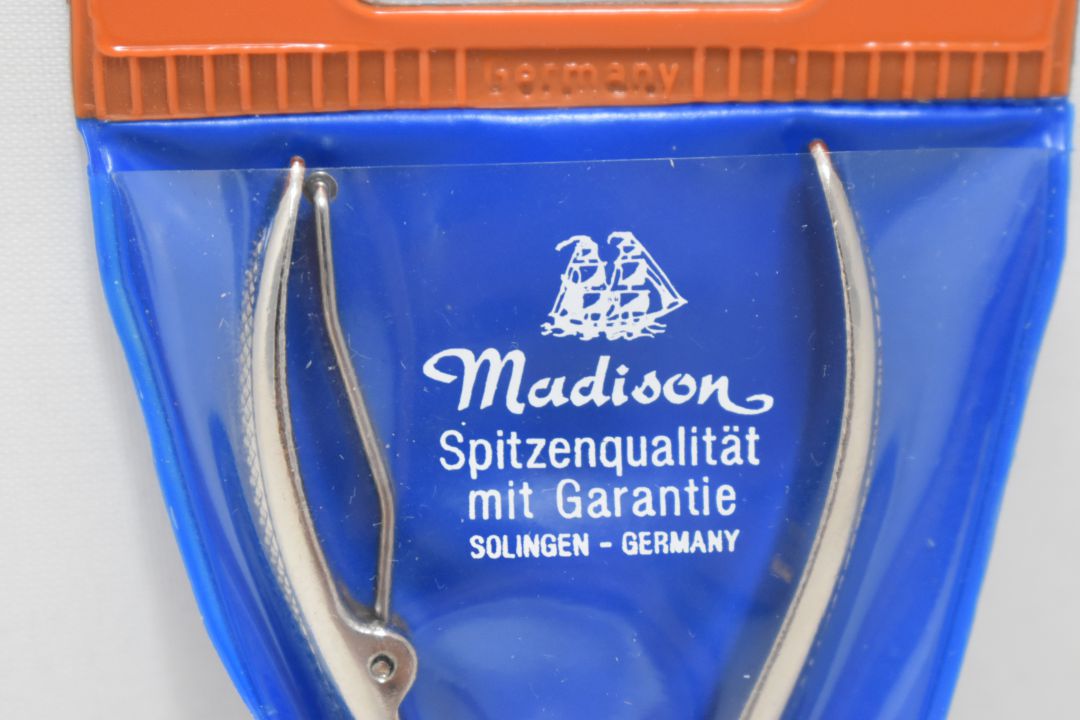 Germany
Madison
Spitzenqualität
mit Garantie
SOLINGEN - GERMANY